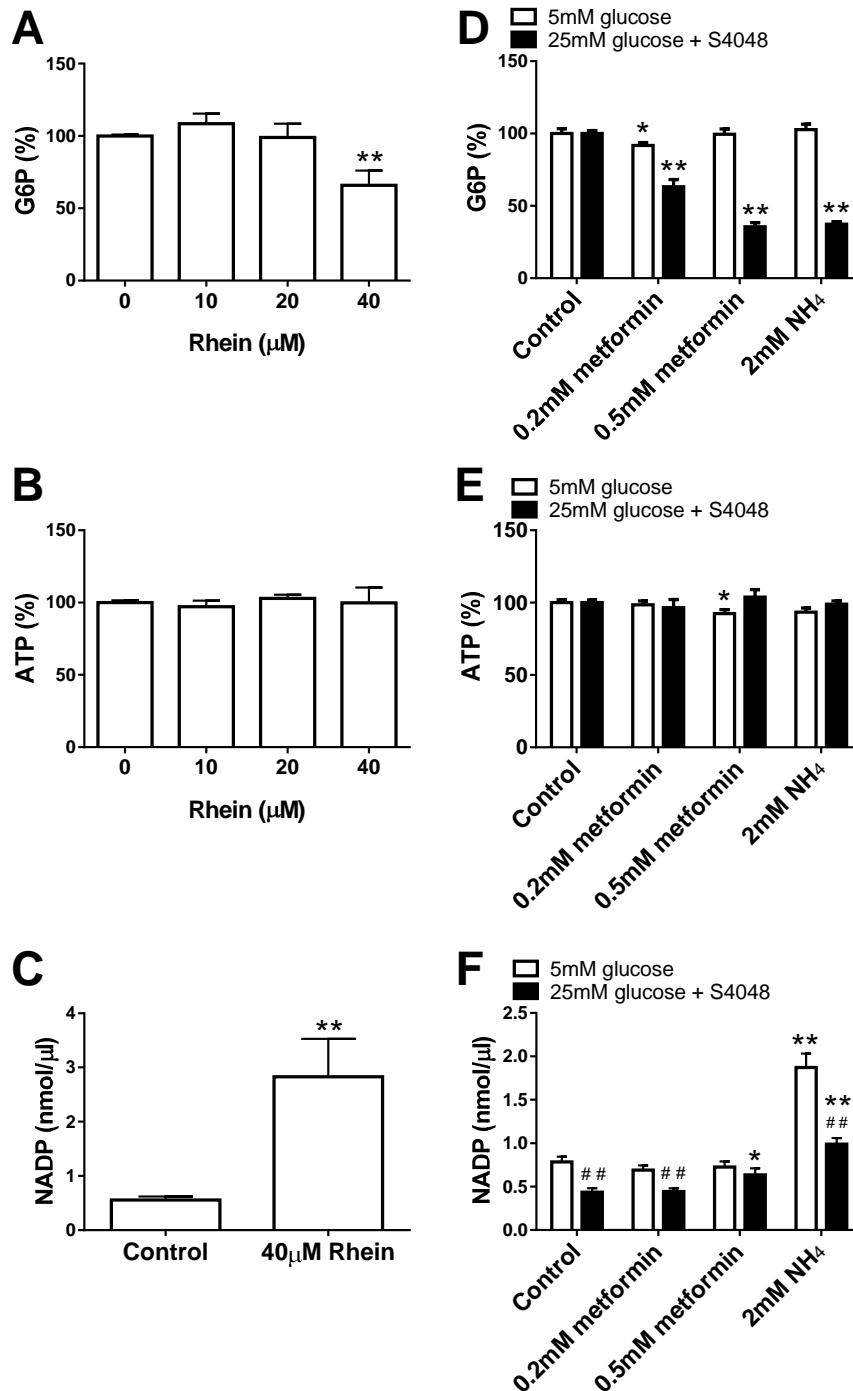 A
G6P (%)
150
100
50
0
**
0 10 20 40
Rhein (μM)
B
ATP (%)
150
100
50
0
0 10 20 40
Rhein (μM)
C
NADP (nmol/μl)
4
3
2
1
0
**
Control 40μM Rhein
D
5mM glucose
25mM glucose + S4048
G6P (%)
150
100
50
0
*
**
**
**
Control
0.2mM metformin
0.5mM metformin
2mM NH4
E
5mM glucose
25mM glucose + S4048
ATP (%)
150
100
50
0
*
Control
0.2mM metformin
0.5mM metformin
2mM NH4
F
5mM glucose
25mM glucose + S4048
NADP (nmol/μl)
2.5
2.0
1.5
1.0
0.5
0.0
##
##
*
**
**
##
Control
0.2mM metformin
0.5mM metformin
2mM NH4